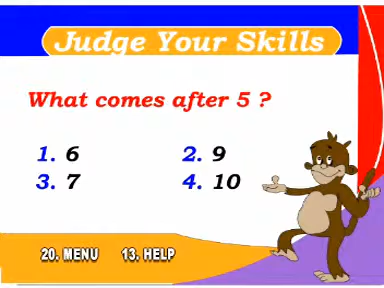 Judge Your Skills
What comes after 5 ?
1. 6 2. 9
3. 7 4. 10
20. MENU 13. HELP